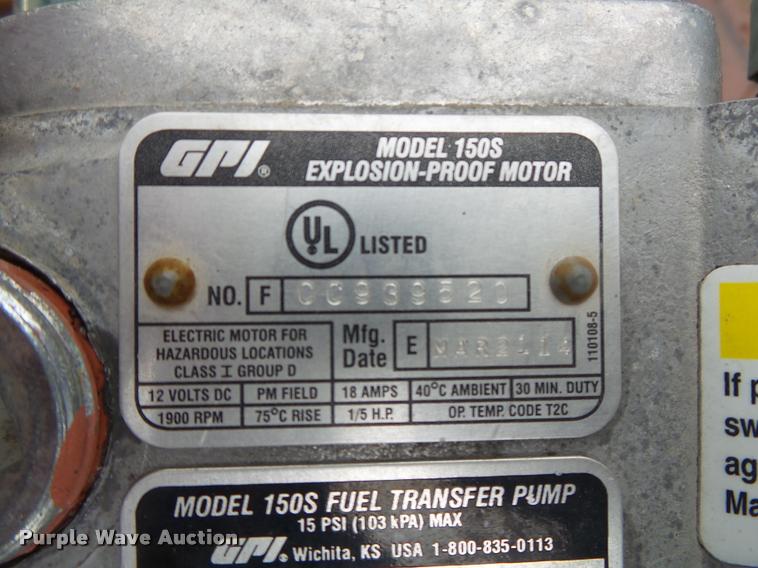 GPI®
MODEL 150S
EXPLOSION-PROOF MOTOR
UL LISTED
NO. F
ELECTRIC MOTOR FOR
HAZARDOUS LOCATIONS
CLASS I GROUP D
Mfg. Date E
110108-5
12 VOLTS DC PM FIELD 18 AMPS 40°C AMBIENT 30 MIN. DUTY
1900 RPM 75°C RISE 1/5 H.P. OP. TEMP. CODE T2C
MODEL 150S FUEL TRANSFER PUMP
15 PSI (103 kPA) MAX
GPI® Wichita, KS USA 1-800-835-0113
If
sw
ag
Ma
Purple Wave Auction